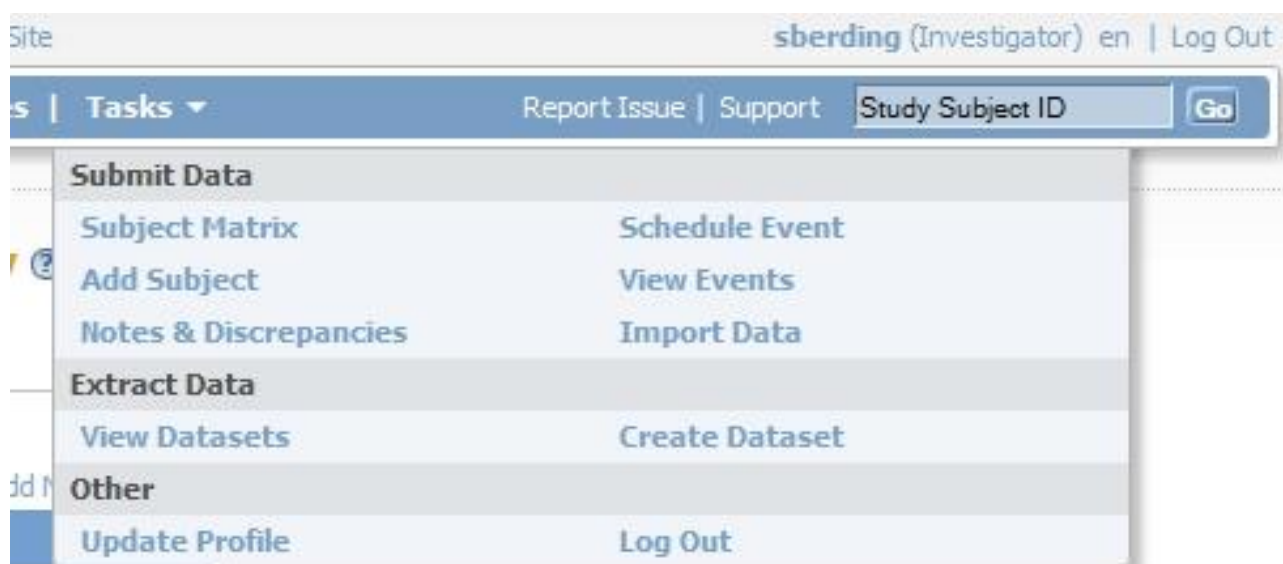 Site sberding (Investigator) en | Log Out
s | Tasks Report Issue | Support Study Subject ID Go
Submit Data
Subject Matrix Schedule Event
Add Subject View Events
Notes & Discrepancies Import Data
Extract Data
View Datasets Create Dataset
Other
Update Profile Log Out